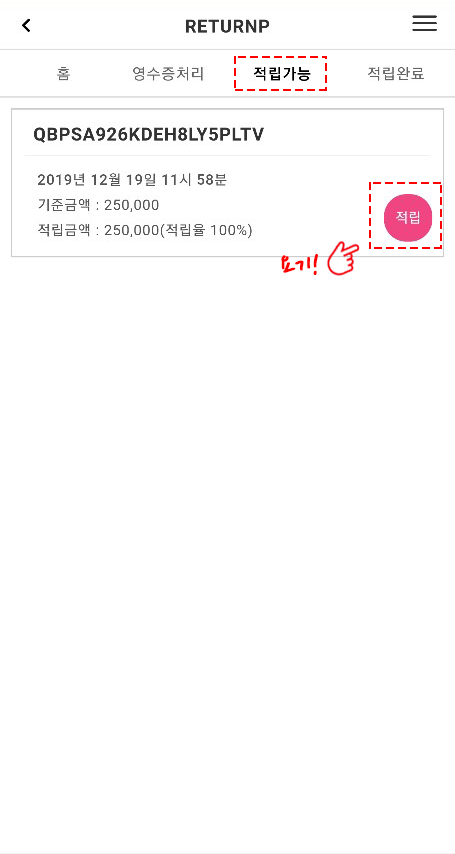 RETURNP
홈 영수증처리 적립가능 적립완료
QBPSA926KDEH8LY5PLTV
2019년 12월 19일 11시 58분
기준금액 : 250,000
적립금액 : 250,000(적립율 100%)
적립
요기!